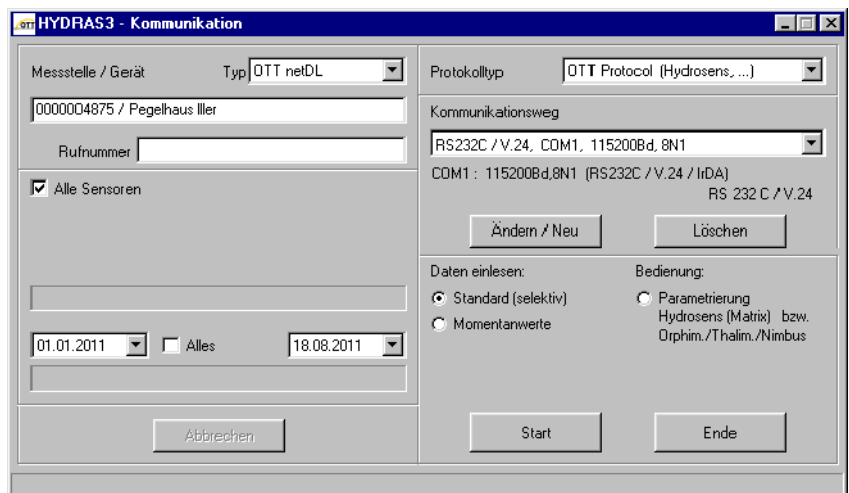 OTT HYDRAS3 - Kommunikation
Messstelle / Gerät
Typ OTT netDL
0000004875 / Pegelhaus Iller
Rufnummer
Alle Sensoren
01.01.2011
Alles
18.08.2011
Abbrechen
Protokolltyp
OTT Protocol (Hydrosens, ...)
Kommunikationsweg
RS232C / V.24, COM1, 115200Bd, 8N1
COM1 : 115200Bd,8N1 (RS232C / V.24 / IrDA)
RS 232 C / V.24
Ändern / Neu
Löschen
Daten einlesen:
Standard (selektiv)
Momentanwerte
Bedienung:
Parametrierung
Hydrosens (Matrix) bzw.
Orphim./Thalim./Nimbus
Start
Ende